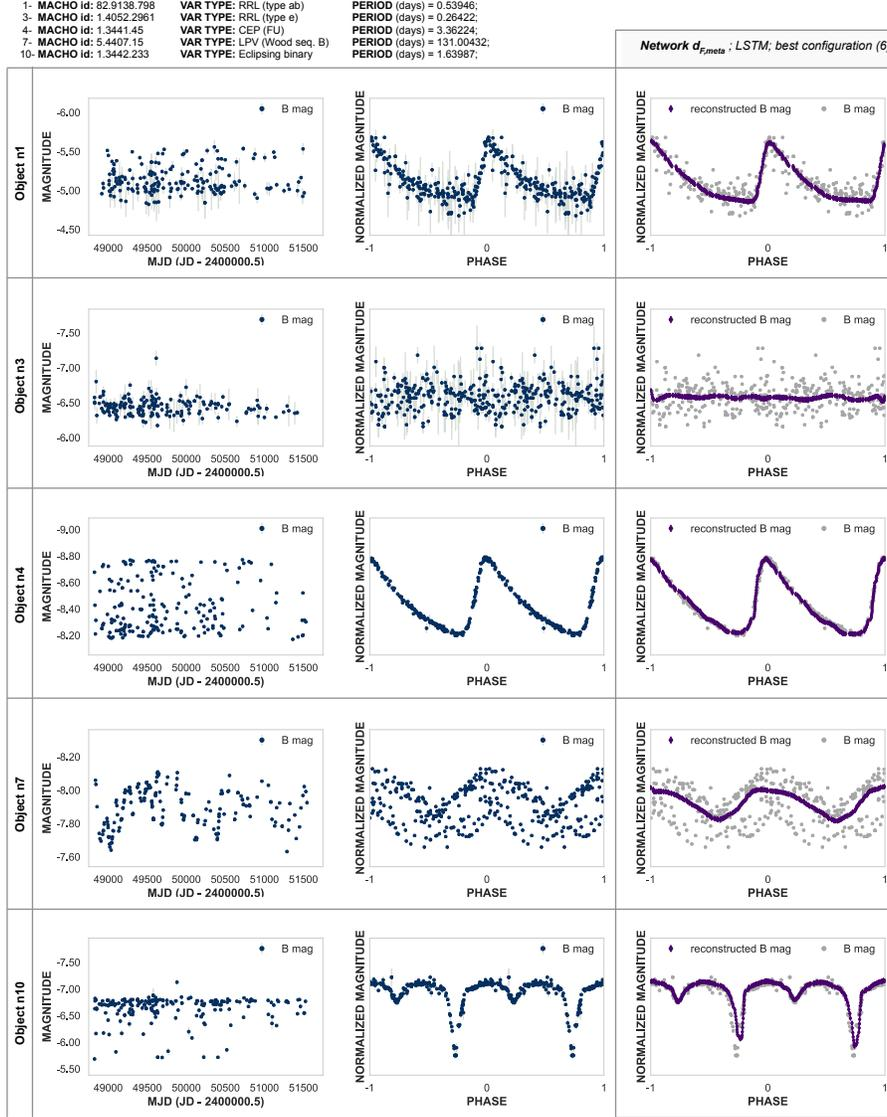 1- MACHO id: 82.9138.798 VAR TYPE: RRL (type ab) PERIOD (days) = 0.53946;
3- MACHO id: 1.4052.2961 VAR TYPE: RRL (type e) PERIOD (days) = 0.26422;
4- MACHO id: 1.3441.45 VAR TYPE: CEP (FU) PERIOD (days) = 3.36224;
7- MACHO id: 5.4407.15 VAR TYPE: LPV (Wood seq. B) PERIOD (days) = 131.00432;
10- MACHO id: 1.3442.233 VAR TYPE: Eclipsing binary PERIOD (days) = 1.63987;
Network d_F,meta ; LSTM; best configuration (6
Object n1
MAGNITUDE
-6.00
-5.50
-5.00
-4.50
B mag
49000 49500 50000 50500 51000 51500
MJD (JD - 2400000.5)
NORMALIZED MAGNITUDE
B mag
-1 0 1
PHASE
NORMALIZED MAGNITUDE
reconstructed B mag B mag
-1 0 1
PHASE
Object n3
MAGNITUDE
-7.50
-7.00
-6.50
-6.00
B mag
49000 49500 50000 50500 51000 51500
MJD (JD - 2400000.5)
NORMALIZED MAGNITUDE
B mag
-1 0 1
PHASE
NORMALIZED MAGNITUDE
reconstructed B mag B mag
-1 0 1
PHASE
Object n4
MAGNITUDE
-9.00
-8.80
-8.60
-8.40
-8.20
B mag
49000 49500 50000 50500 51000 51500
MJD (JD - 2400000.5)
NORMALIZED MAGNITUDE
B mag
-1 0 1
PHASE
NORMALIZED MAGNITUDE
reconstructed B mag B mag
-1 0 1
PHASE
Object n7
MAGNITUDE
-8.20
-8.00
-7.80
-7.60
B mag
49000 49500 50000 50500 51000 51500
MJD (JD - 2400000.5)
NORMALIZED MAGNITUDE
B mag
-1 0 1
PHASE
NORMALIZED MAGNITUDE
reconstructed B mag B mag
-1 0 1
PHASE
Object n10
MAGNITUDE
-7.50
-7.00
-6.50
-6.00
-5.50
B mag
49000 49500 50000 50500 51000 51500
MJD (JD - 2400000.5)
NORMALIZED MAGNITUDE
B mag
-1 0 1
PHASE
NORMALIZED MAGNITUDE
reconstructed B mag B mag
-1 0 1
PHASE